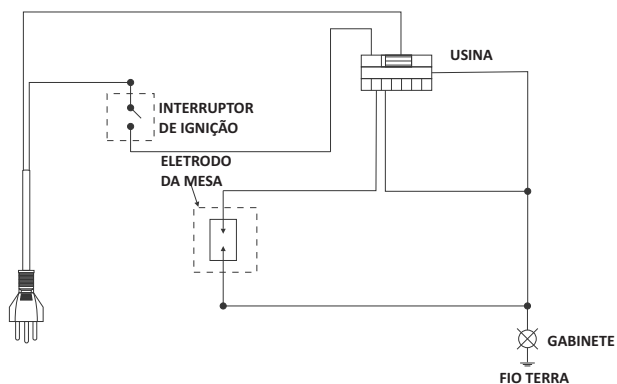 USINA
INTERRUPTOR
DE IGNIÇÃO
ELETRODO
DA MESA
GABINETE
FIO TERRA